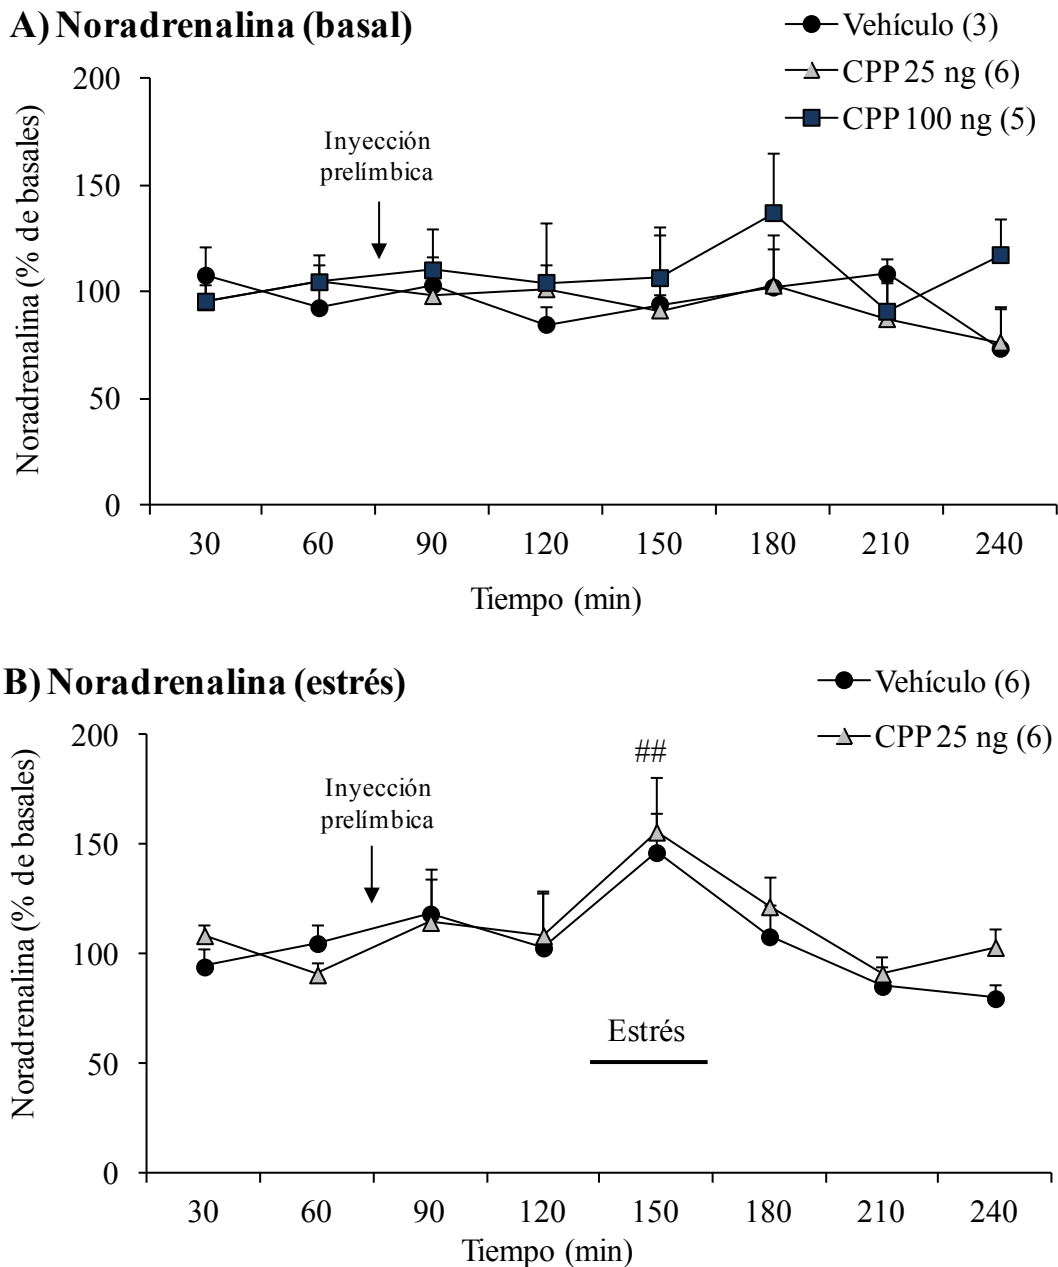 A) Noradrenalina (basal)
Vehículo (3)
CPP 25 ng (6)
CPP 100 ng (5)
Noradrenalina (% de basales)
200
150
100
50
0
Inyección
prelímbica
30 60 90 120 150 180 210 240
Tiempo (min)
B) Noradrenalina (estrés)
Vehículo (6)
CPP 25 ng (6)
Noradrenalina (% de basales)
200
150
100
50
0
Inyección
prelímbica
##
Estrés
30 60 90 120 150 180 210 240
Tiempo (min)